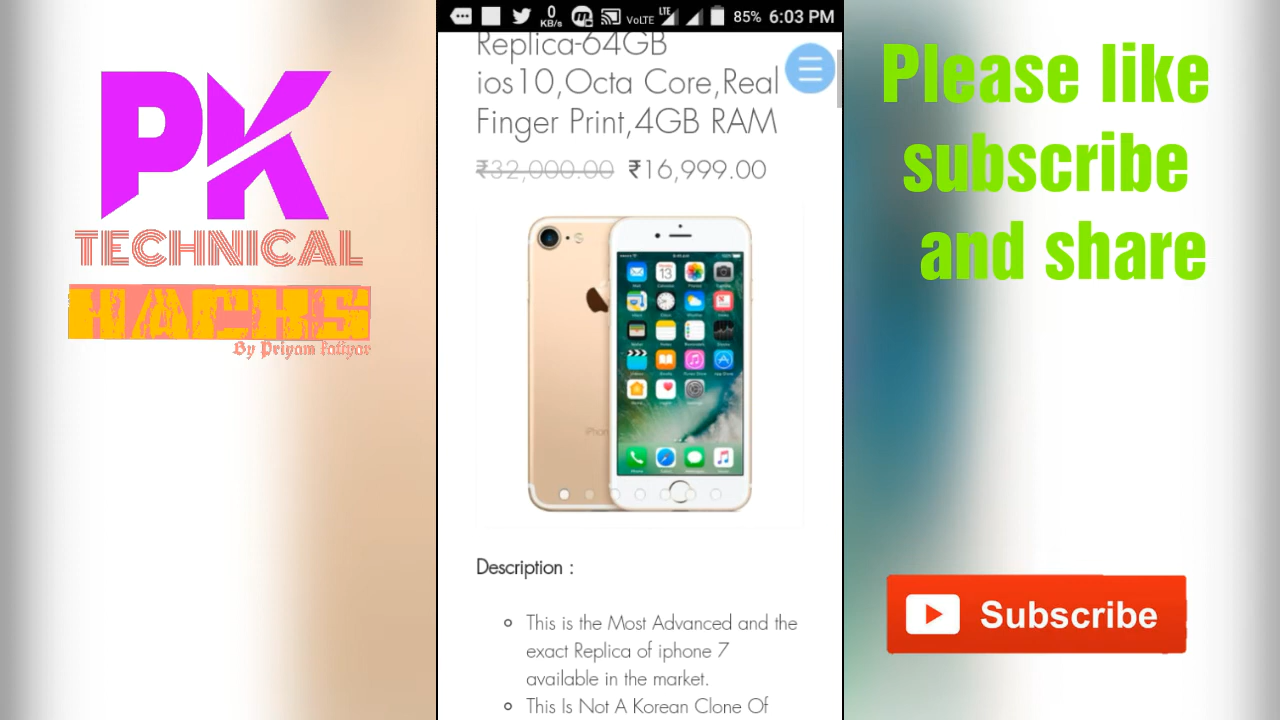 PK
TECHNICAL
HACKS
By Priyam Katiyar
0
KB/s
VoLTE
LTE
85%
6:03 PM
Replica-64GB
ios10,Octa Core,Real
Finger Print,4GB RAM
₹32,000.00 ₹16,999.00
Description :
This is the Most Advanced and the
exact Replica of iphone 7
available in the market.
This Is Not A Korean Clone Of
Please like
subscribe
and share
Subscribe